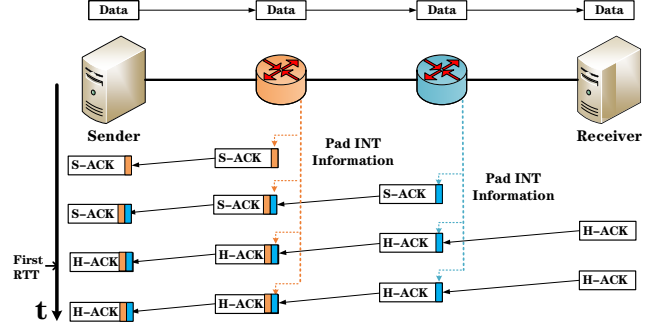 Data Data Data Data
Sender
Receiver
Pad INT
Information
S-ACK S-ACK
Pad INT
Information
S-ACK S-ACK S-ACK
First
RTT
H-ACK H-ACK H-ACK H-ACK
t
H-ACK H-ACK H-ACK H-ACK